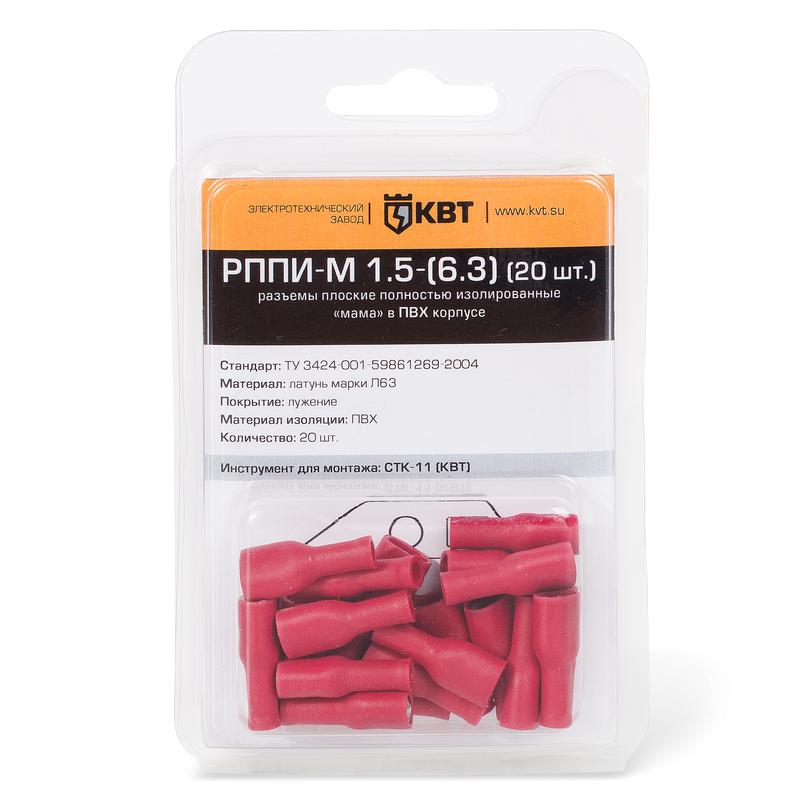 ЭЛЕКТРОТЕХНИЧЕСКИЙ
ЗАВОД
КВТ
www.kvt.su
РППИ-М 1.5-(6.3) (20 шт.)
разъемы плоские полностью изолированные
«мама» в ПВХ корпусе
Стандарт: ТУ 3424-001-59861269-2004
Материал: латунь марки Л63
Покрытие: лужение
Материал изоляции: ПВХ
Количество: 20 шт.
Инструмент для монтажа: СТК-11 (КВТ)